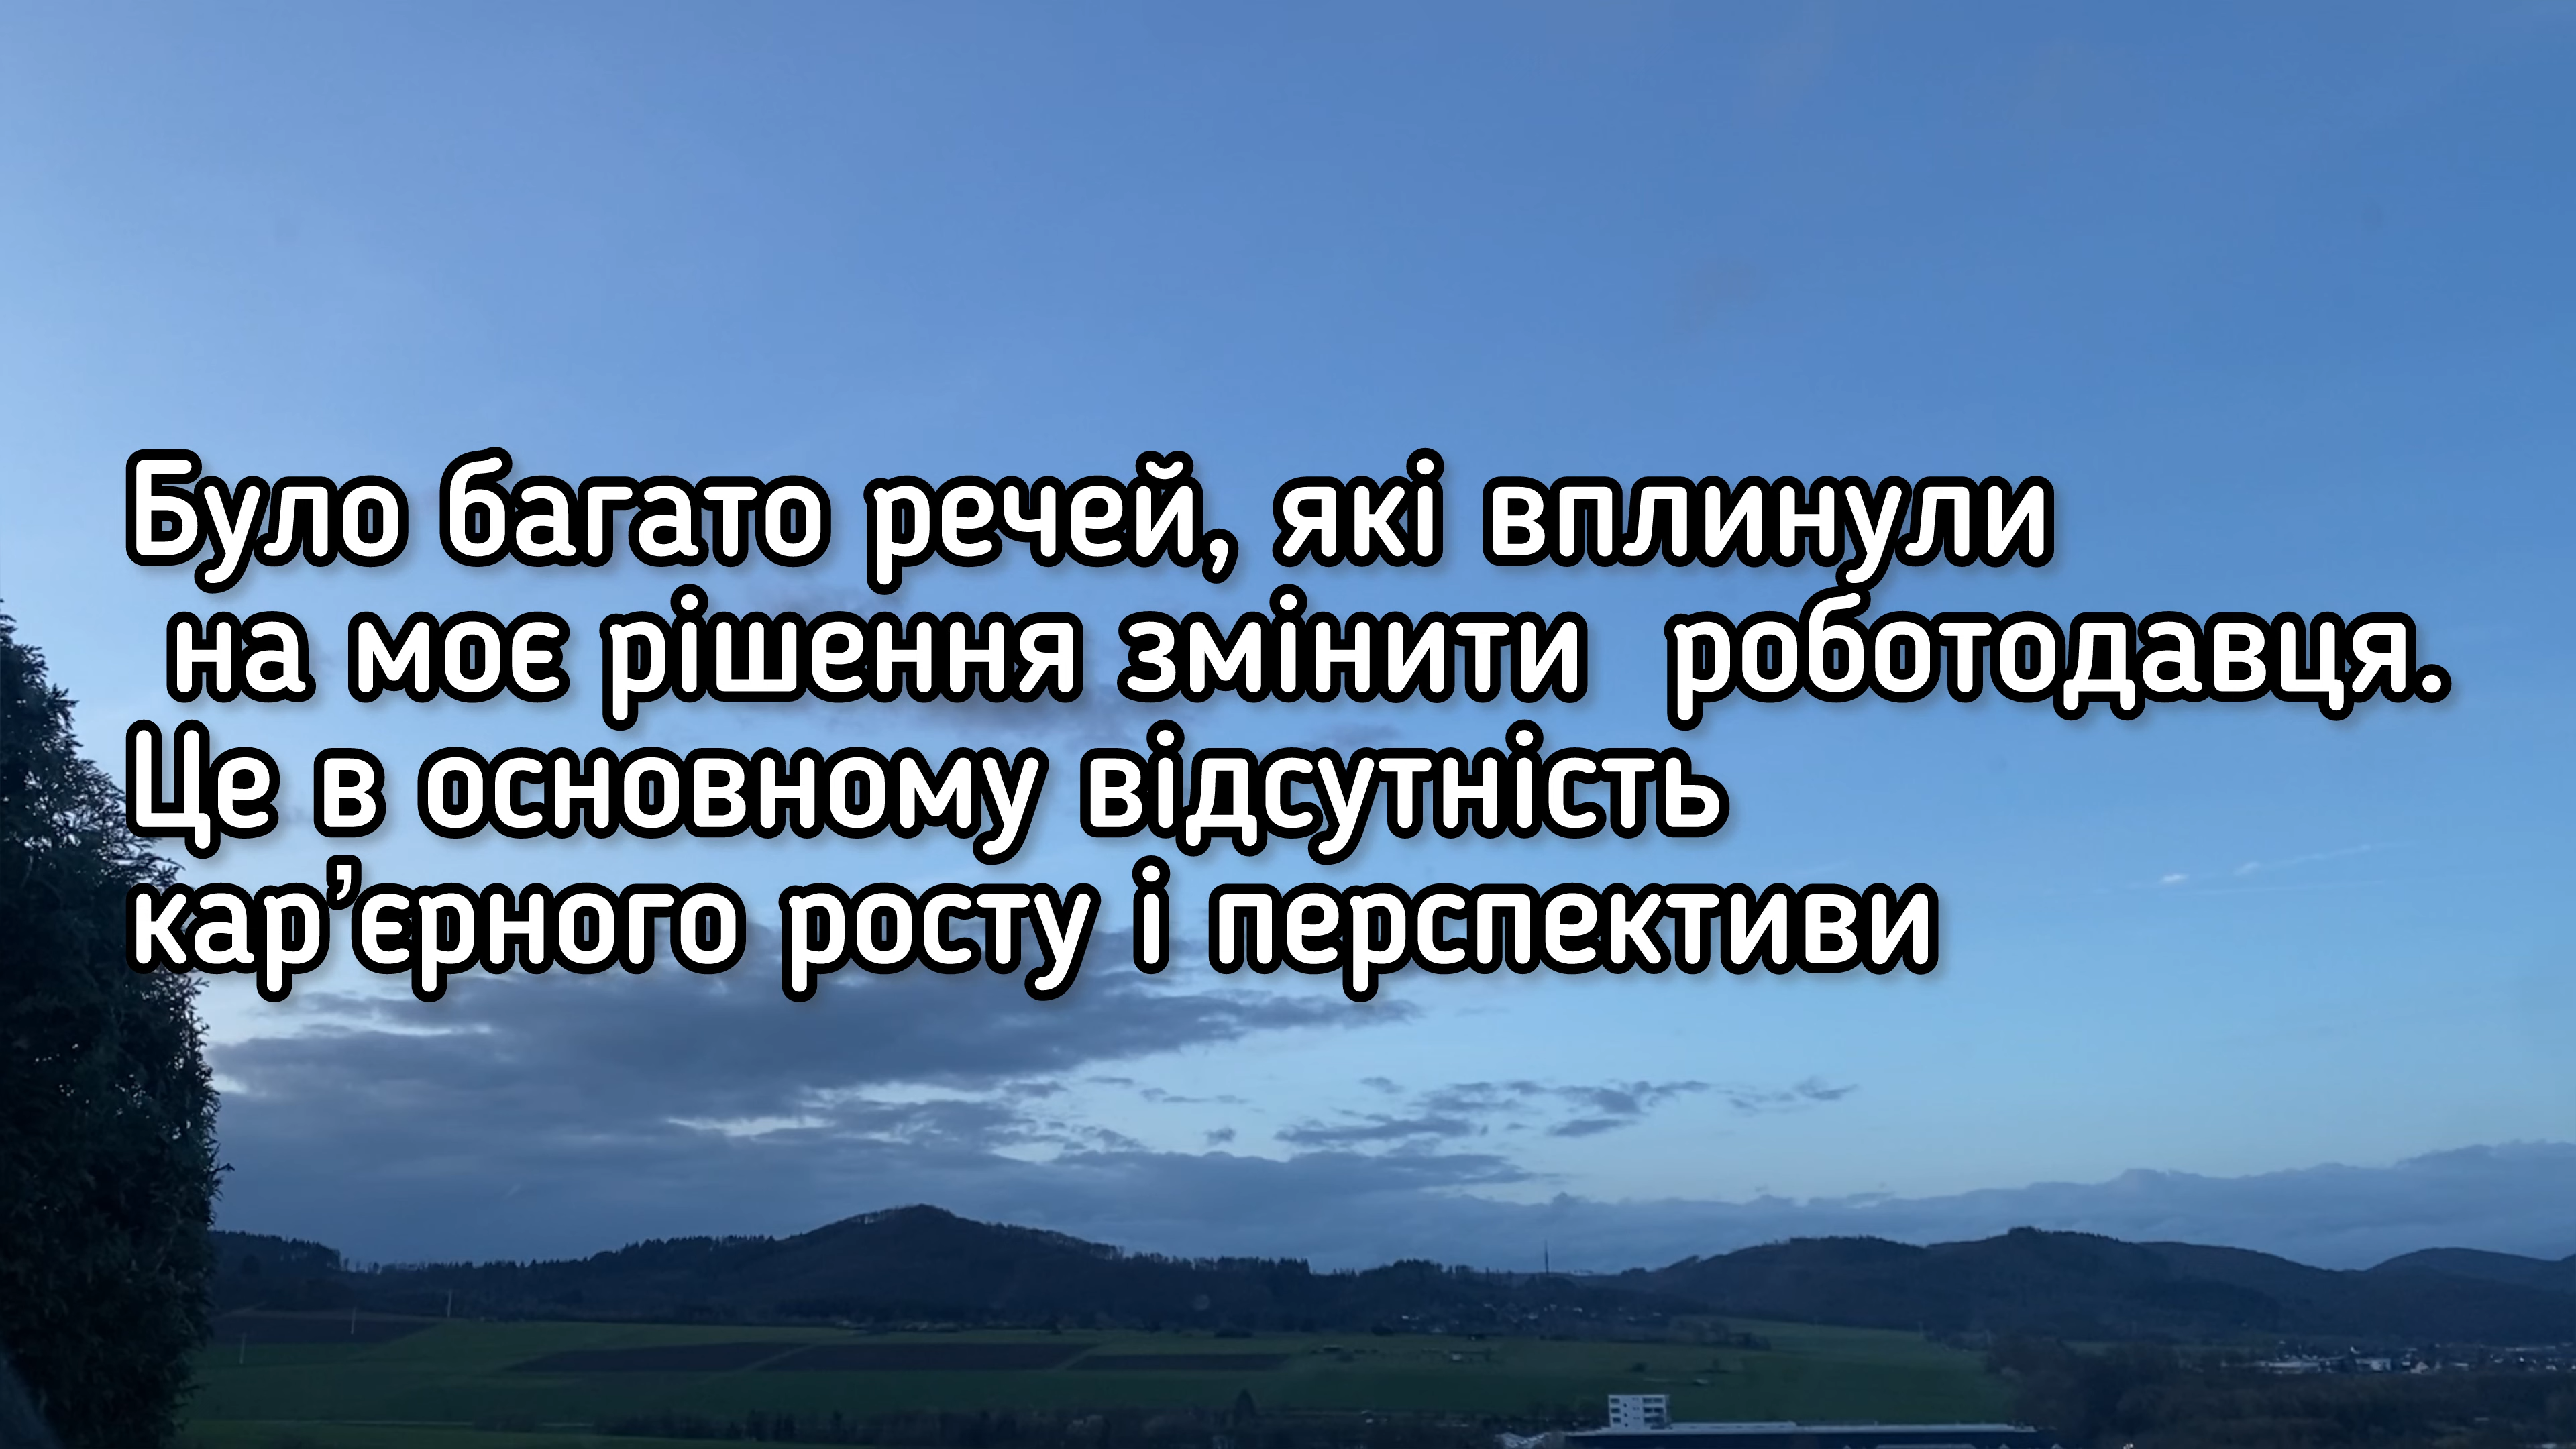 Було багато речей, які вплинули
на моє рішення змінити роботодавця.
Це в основному відсутність
кар’єрного росту і перспективи